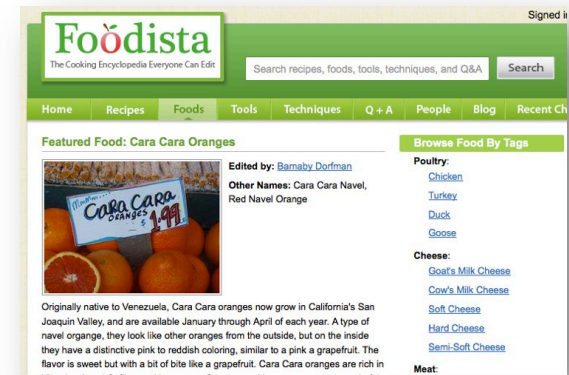 Signed
Foodista
The Cooking Encyclopedia Everyone Can Edit
Search recipes, foods, tools, techniques, and Q&A
Search
Home Recipes Foods Tools Techniques Q + A People Blog Recent
Featured Food: Cara Cara Oranges
Mmmm....
CARA CARA
ORANGES
$1.99
Edited by: Barnaby Dorfman
Other Names: Cara Cara Navel,
Red Navel Orange
Originally native to Venezuela, Cara Cara oranges now grow in California's San
Joaquin Valley, and are available January through April of each year. A type of
navel organge, they look like other oranges from the outside, but on the inside
they have a distinctive pink to reddish coloring, similar to a pink a grapefruit. The
flavor is sweet but with a bit of bite like a grapefruit. Cara Cara oranges are rich in
Browse Food By Tags
Poultry:
Chicken
Turkey
Duck
Goose
Cheese:
Goat's Milk Cheese
Cow's Milk Cheese
Soft Cheese
Hard Cheese
Semi-Soft Cheese
Meat: